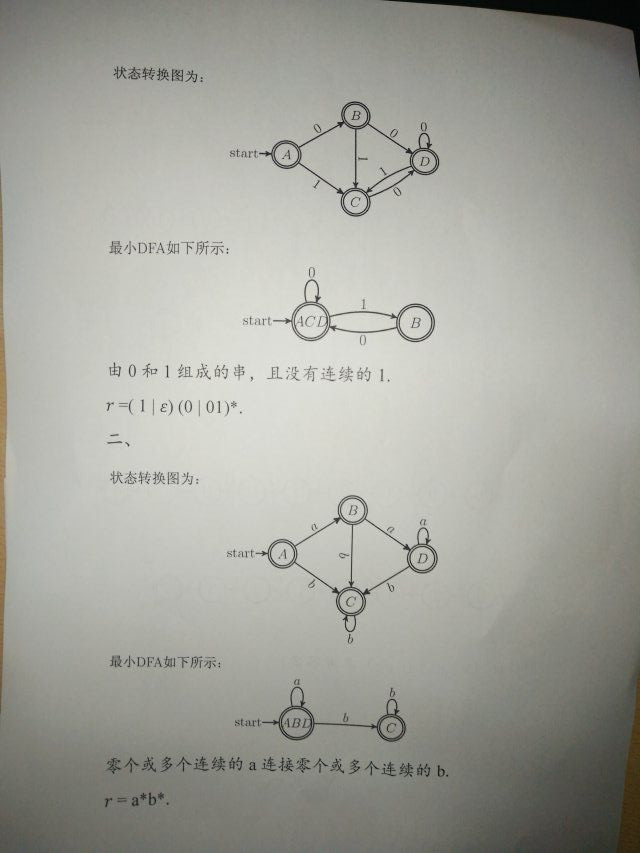 状态转换图为:
B
0
0
0
start
A
1
D
1
1
0
C
最小DFA如下所示:
0
start
ACD
1
B
0
由 0 和 1 组成的串，且没有连续的 1.
r =( 1 | ε) (0 | 01)*.
二、
状态转换图为:
B
a
a
a
start
A
b
D
b
b
C
b
最小DFA如下所示:
a
b
start
ABD
b
C
零个或多个连续的 a 连接零个或多个连续的 b.
r = a*b*.